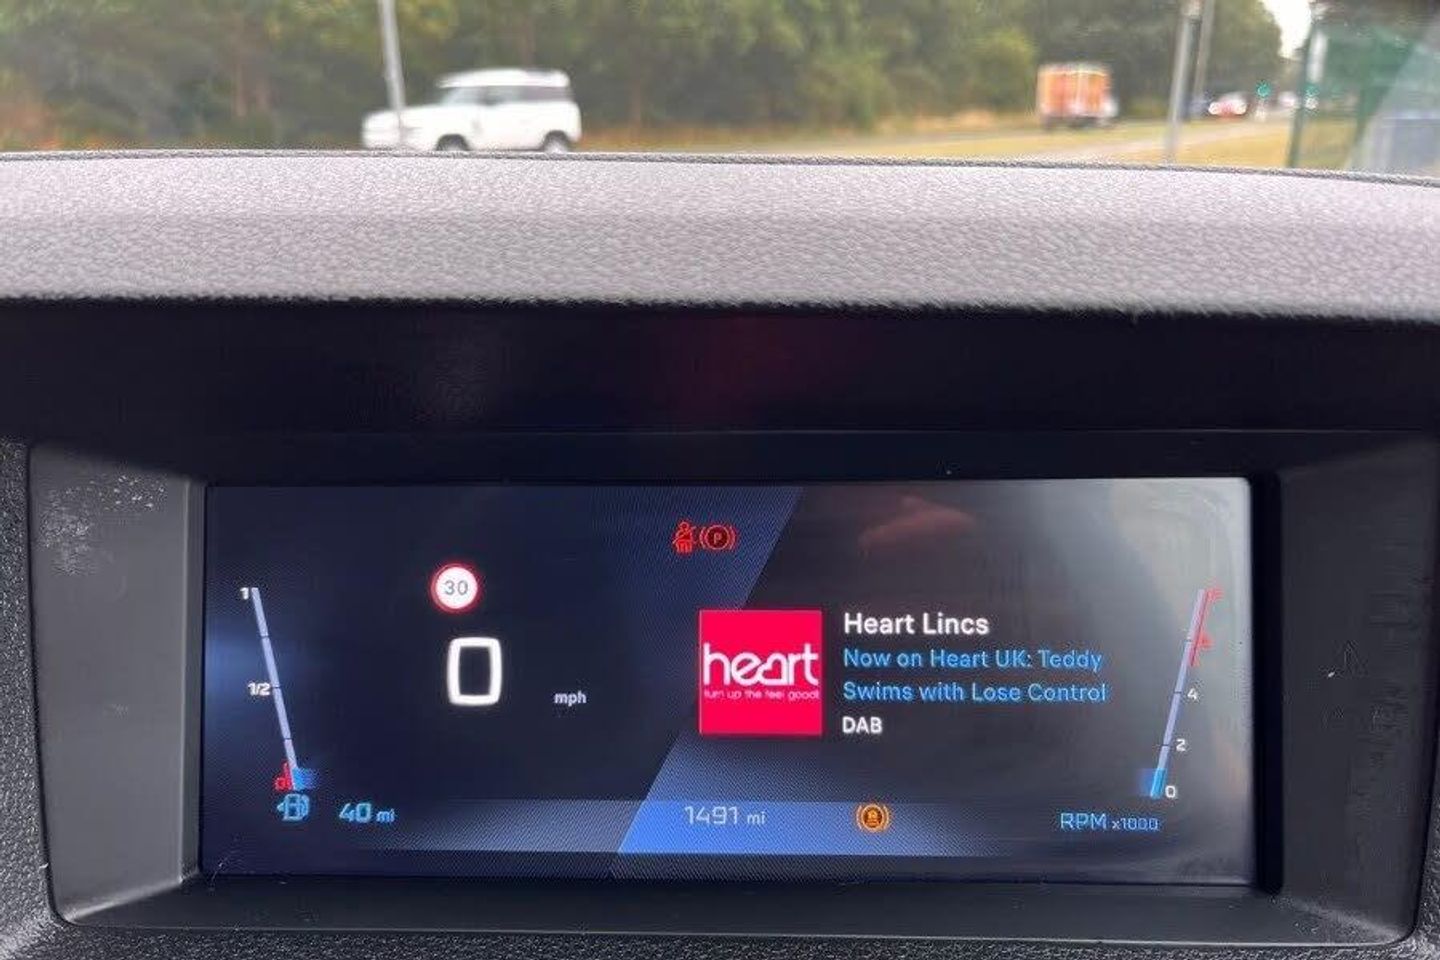 P
30
1
1/2
0
0
mph
heart
turn up the feel good!
Heart Lincs
Now on Heart UK: Teddy
Swims with Lose Control
DAB
4
2
0
40 mi
1491 mi
RPM x1000